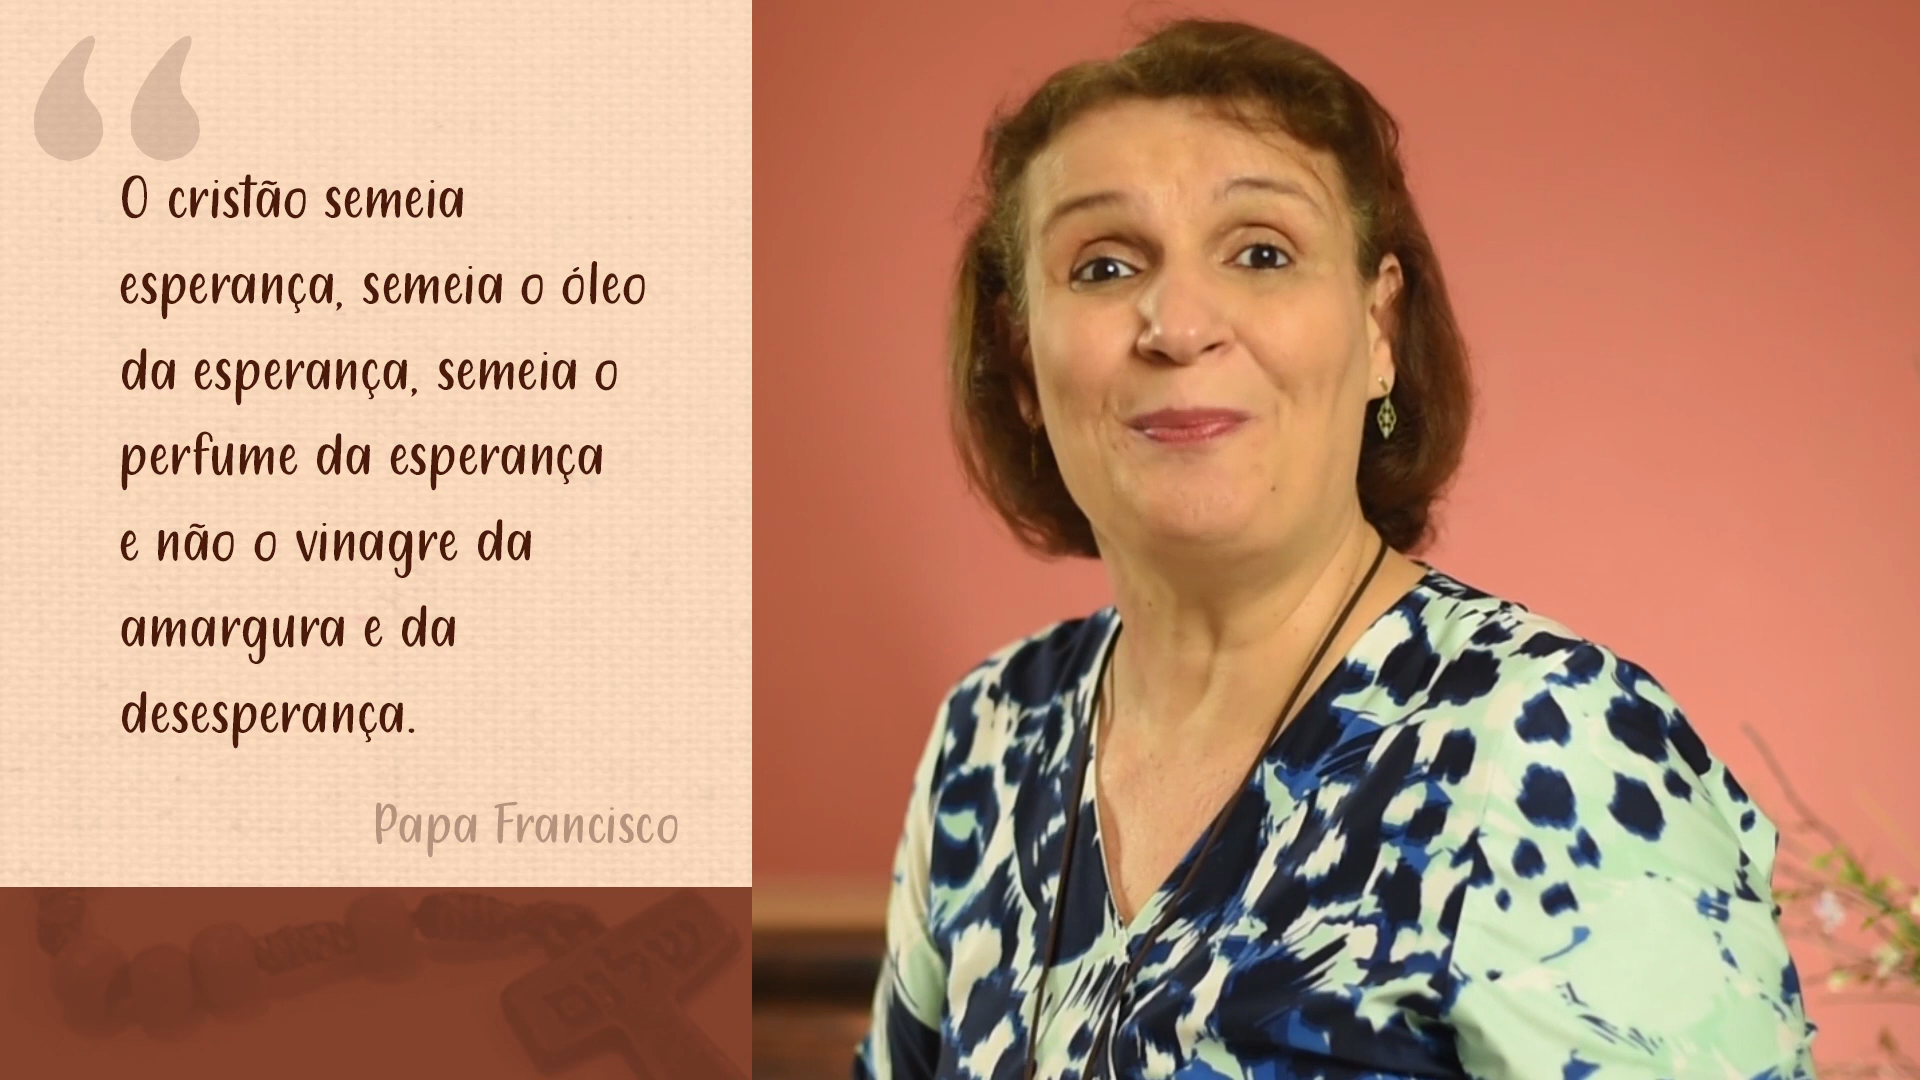 O cristão semeia
esperança, semeia o óleo
da esperança, semeia o
perfume da esperança
e não o vinagre da
amargura e da
desesperança.
Papa Francisco